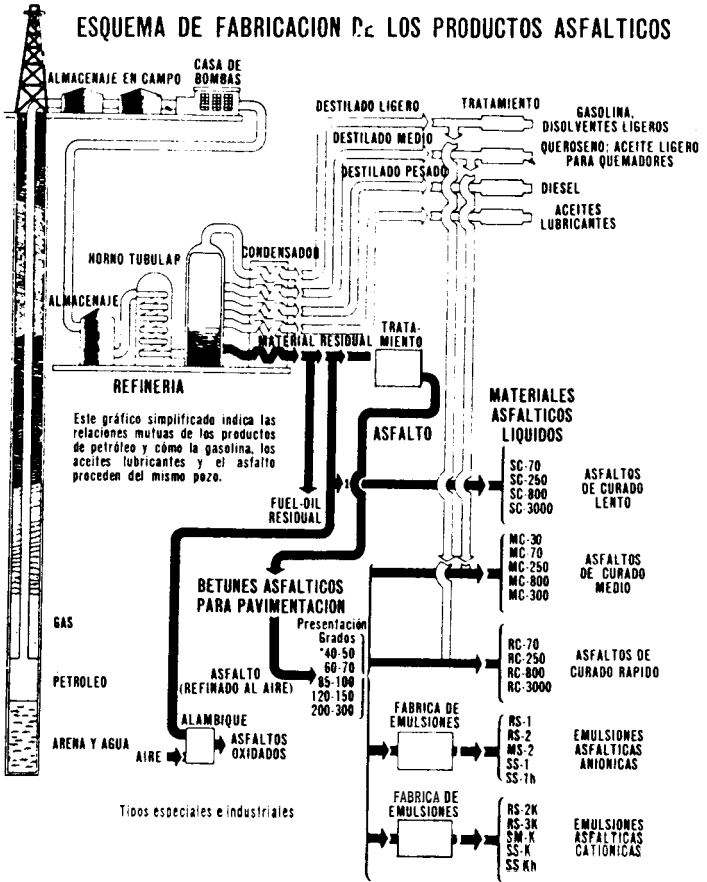 ESQUEMA DE FABRICACION DE LOS PRODUCTOS ASFALTICOS
ALMACENAJE EN CAMPO
CASA DE
BOMBAS
DESTILADO LIGERO
DESTILADO MEDIO
DESTILADO PESADO
TRATAMIENTO
GASOLINA,
DISOLVENTES LIGEROS
QUEROSENO: ACEITE LIGERO
PARA QUEMADORES
DIESEL
ACEITES
LUBRICANTES
HORNO TUBULAR
CONDENSADOR
ALMACENAJE
MATERIAL RESIDUAL
TRATA-
MIENTO
REFINERIA
Este gráfico simplificado indica las
relaciones mutuas de los productos
de petróleo y cómo la gasolina, los
aceites lubricantes y el asfalto
proceden del mismo pozo.
ASFALTO
MATERIALES
ASFALTICOS
LIQUIDOS
FUEL-OIL
RESIDUAL
SC-70
SC-250
SC-800
SC-3000
ASFALTOS
DE CURADO
LENTO
MC-30
MC-70
MC-250
MC-800
MC-300
ASFALTOS
DE CURADO
MEDIO
BETUNES ASFALTICOS
PARA PAVIMENTACION
Presentación
Grados
*40-50
60-70
85-100
120-150
200-300
RC-70
RC-250
RC-800
RC-3000
ASFALTOS DE
CURADO RAPIDO
GAS
PETROLEO
ARENA Y AGUA
ASFALTO
(REFINADO AL AIRE)
ALAMBIQUE
AIRE
ASFALTOS
OXIDADOS
FABRICA DE
EMULSIONES
RS-1
RS-2
MS-2
SS-1
SS-1h
EMULSIONES
ASFALTICAS
ANIONICAS
Tipos especiales e industriales
FABRICA DE
EMULSIONES
RS-2K
RS-3K
SM-K
SS-K
SS Kh
EMULSIONES
ASFALTICAS
CATIONICAS